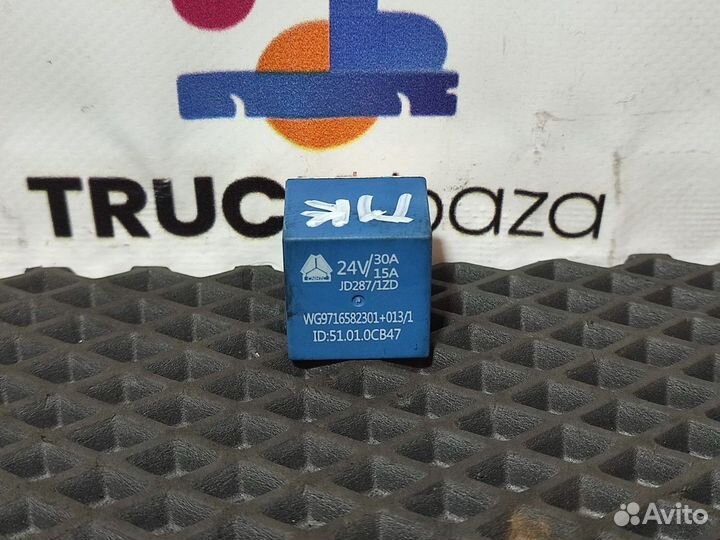 TRUC baza
24V/30A
15A
JD287/1ZD
WG9716582301+013/1
ID:51.01.0CB47
Avito